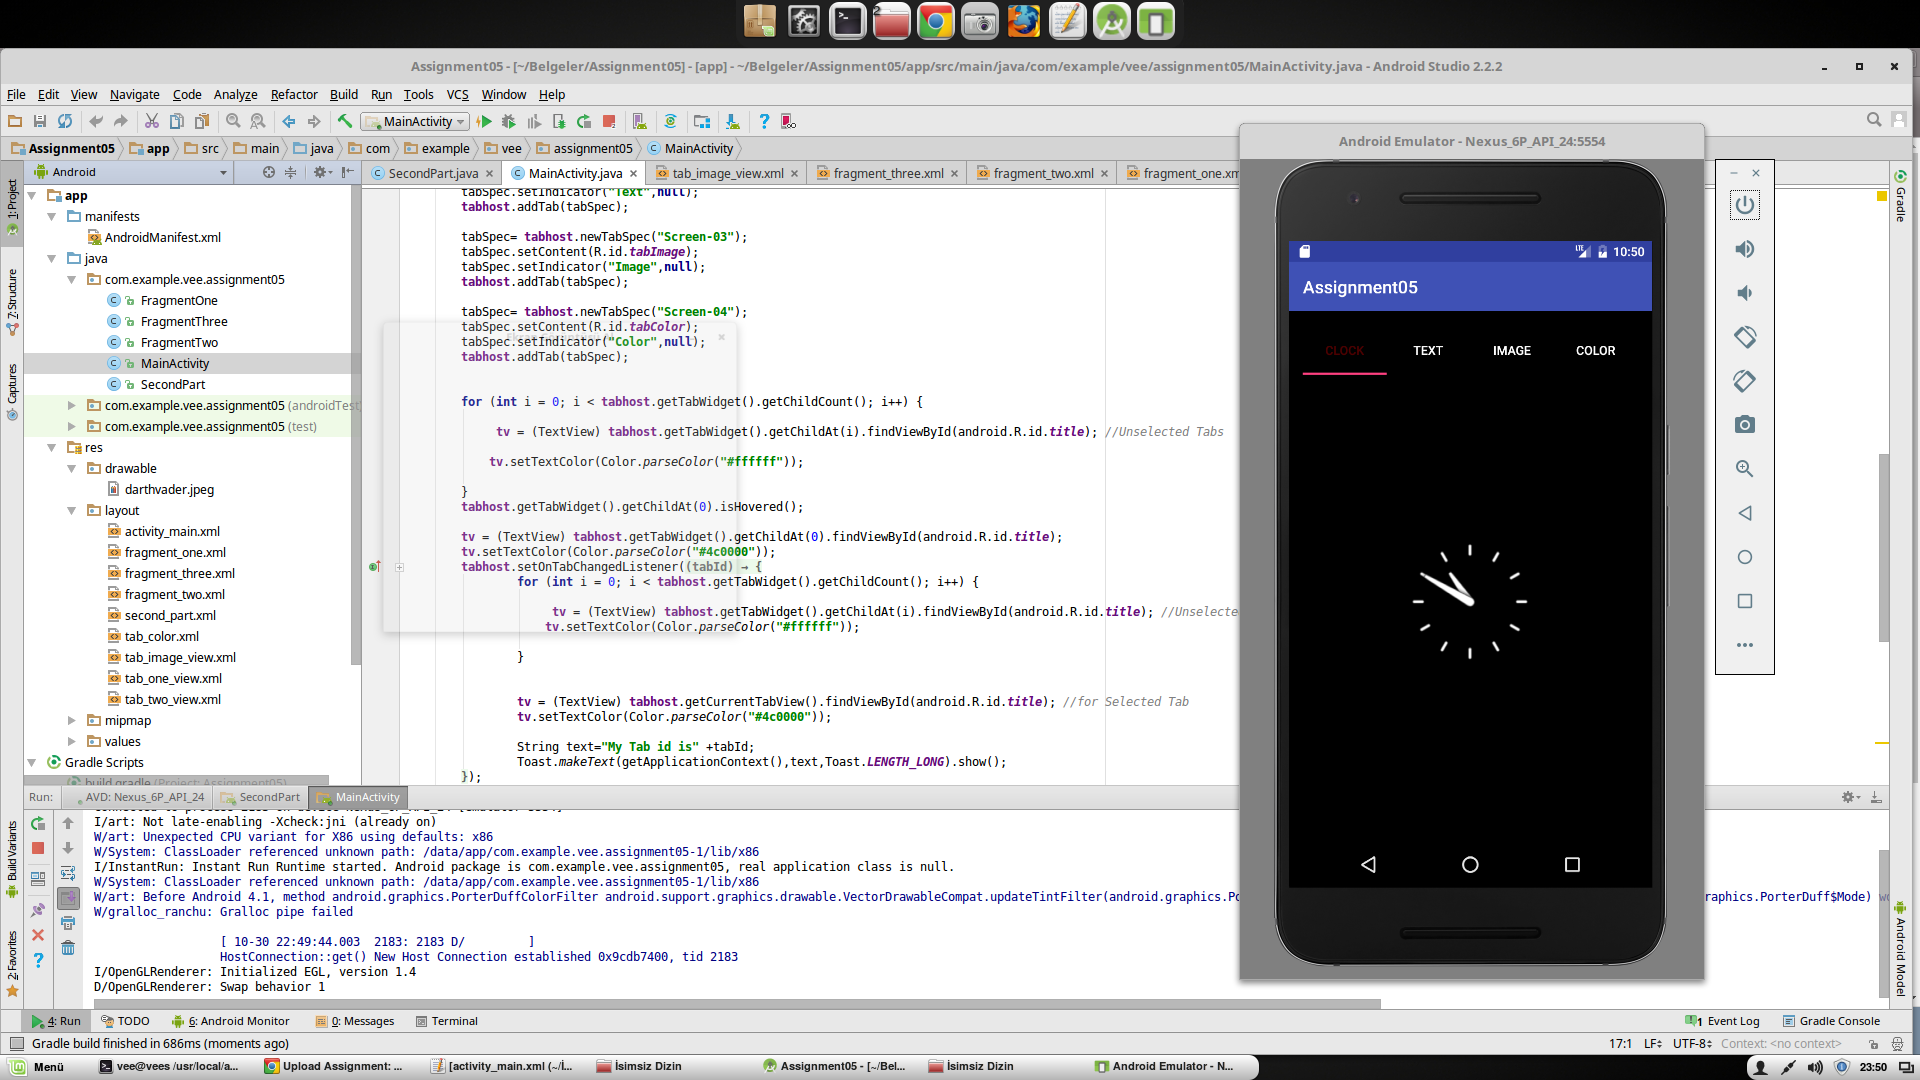 2
Assignment05 - [~/Belgeler/Assignment05] - [app] - ~/Belgeler/Assignment05/app/src/main/java/com/example/vee/assignment05/MainActivity.java - Android Studio 2.2.2
File Edit View Navigate Code Analyze Refactor Build Run Tools VCS Window Help
MainActivity
Assignment05 app src main java com example vee assignment05 MainActivity
Android
SecondPart.java MainActivity.java tab_image_view.xml fragment_three.xml fragment_two.xml fragment_one.xm
1: Project
7: Structure
Captures
Build Variants
2: Favorites
app
manifests
AndroidManifest.xml
java
com.example.vee.assignment05
FragmentOne
FragmentThree
FragmentTwo
MainActivity
SecondPart
com.example.vee.assignment05 (androidTest
com.example.vee.assignment05 (test)
res
drawable
darthvader.jpeg
layout
activity_main.xml
fragment_one.xml
fragment_three.xml
fragment_two.xml
second_part.xml
tab_color.xml
tab_image_view.xml
tab_one_view.xml
tab_two_view.xml
mipmap
values
Gradle Scripts
build.gradle (Project: Assignment05)
tabSpec.setIndicator("Text",null);
tabhost.addTab(tabSpec);
tabSpec= tabhost.newTabSpec("Screen-03");
tabSpec.setContent(R.id.tabImage);
tabSpec.setIndicator("Image",null);
tabhost.addTab(tabSpec);
tabSpec= tabhost.newTabSpec("Screen-04");
tabSpec.setContent(R.id.tabColor);
tabSpec.setIndicator("Color",null);
tabhost.addTab(tabSpec);
for (int i = 0; i < tabhost.getTabWidget().getChildCount(); i++) {
tv = (TextView) tabhost.getTabWidget().getChildAt(i).findViewById(android.R.id.title); //Unselected Tabs
tv.setTextColor(Color.parseColor("#ffffff"));
}
tabhost.getTabWidget().getChildAt(0).isHovered();
tv = (TextView) tabhost.getTabWidget().getChildAt(0).findViewById(android.R.id.title);
tv.setTextColor(Color.parseColor("#4c0000"));
tabhost.setOnTabChangedListener((tabId) → {
for (int i = 0; i < tabhost.getTabWidget().getChildCount(); i++) {
tv = (TextView) tabhost.getTabWidget().getChildAt(i).findViewById(android.R.id.title); //Unselecte
tv.setTextColor(Color.parseColor("#ffffff"));
}
tv = (TextView) tabhost.getCurrentTabView().findViewById(android.R.id.title); //for Selected Tab
tv.setTextColor(Color.parseColor("#4c0000"));
String text="My Tab id is" +tabId;
Toast.makeText(getApplicationContext(),text,Toast.LENGTH_LONG).show();
});
Android Emulator - Nexus_6P_API_24:5554
LTE 10:50
Assignment05
CLOCK TEXT IMAGE COLOR
Gradle
Android Model
Run: AVD: Nexus_6P_API_24 SecondPart MainActivity
I/art: Not late-enabling -Xcheck:jni (already on)
W/art: Unexpected CPU variant for X86 using defaults: x86
W/System: ClassLoader referenced unknown path: /data/app/com.example.vee.assignment05-1/lib/x86
I/InstantRun: Instant Run Runtime started. Android package is com.example.vee.assignment05, real application class is null.
W/System: ClassLoader referenced unknown path: /data/app/com.example.vee.assignment05-1/lib/x86
W/art: Before Android 4.1, method android.graphics.PorterDuffColorFilter android.support.graphics.drawable.VectorDrawableCompat.updateTintFilter(android.graphics.Po raphics.PorterDuff$Mode) wo
W/gralloc_ranchu: Gralloc pipe failed
[ 10-30 22:49:44.003 2183: 2183 D/ ]
HostConnection::get() New Host Connection established 0x9cdb7400, tid 2183
I/OpenGLRenderer: Initialized EGL, version 1.4
D/OpenGLRenderer: Swap behavior 1
4: Run TODO 6: Android Monitor 0: Messages Terminal 1 Event Log Gradle Console
Gradle build finished in 686ms (moments ago) 17:1 LF UTF-8 Context: <no context>
Menü vee@vees /usr/local/a... Upload Assignment: ... [activity_main.xml (~/İ... İsimsiz Dizin Assignment05 - [~/Bel... İsimsiz Dizin Android Emulator - N... 23:50